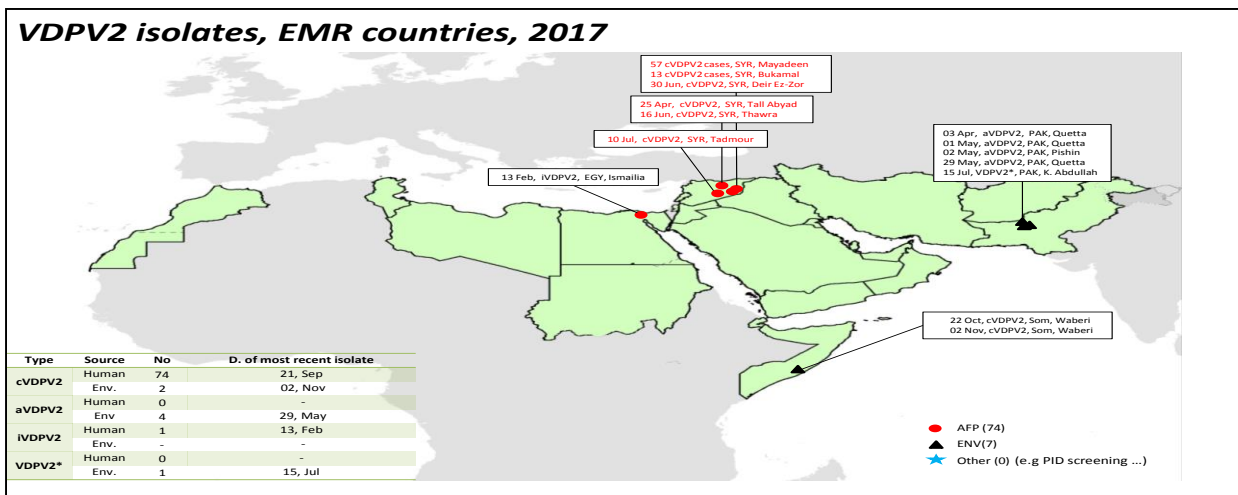 VDPV2 isolates, EMR countries, 2017
57 cVDPV2 cases, SYR, Mayadeen
13 cVDPV2 cases, SYR, Bukamal
30 Jun, cVDPV2, SYR, Deir Ez-Zor
25 Apr, cVDPV2, SYR, Tall Abyad
16 Jun, cVDPV2, SYR, Thawra
10 Jul, cVDPV2, SYR, Tadmour
13 Feb, iVDPV2, EGY, Ismailia
03 Apr, aVDPV2, PAK, Quetta
01 May, aVDPV2, PAK, Quetta
02 May, aVDPV2, PAK, Pishin
29 May, aVDPV2, PAK, Quetta
15 Jul, VDPV2*, PAK, K. Abdullah
22 Oct, cVDPV2, Som, Waberi
02 Nov, cVDPV2, Som, Waberi
Type Source No D. of most recent isolate
cVDPV2 Human 74 21, Sep
Env. 2 02, Nov
aVDPV2 Human 0 -
Env 4 29, May
iVDPV2 Human 1 13, Feb
Env. - -
VDPV2* Human 0 -
Env. 1 15, Jul
AFP (74)
ENV(7)
Other (0) (e.g PID screening ...)